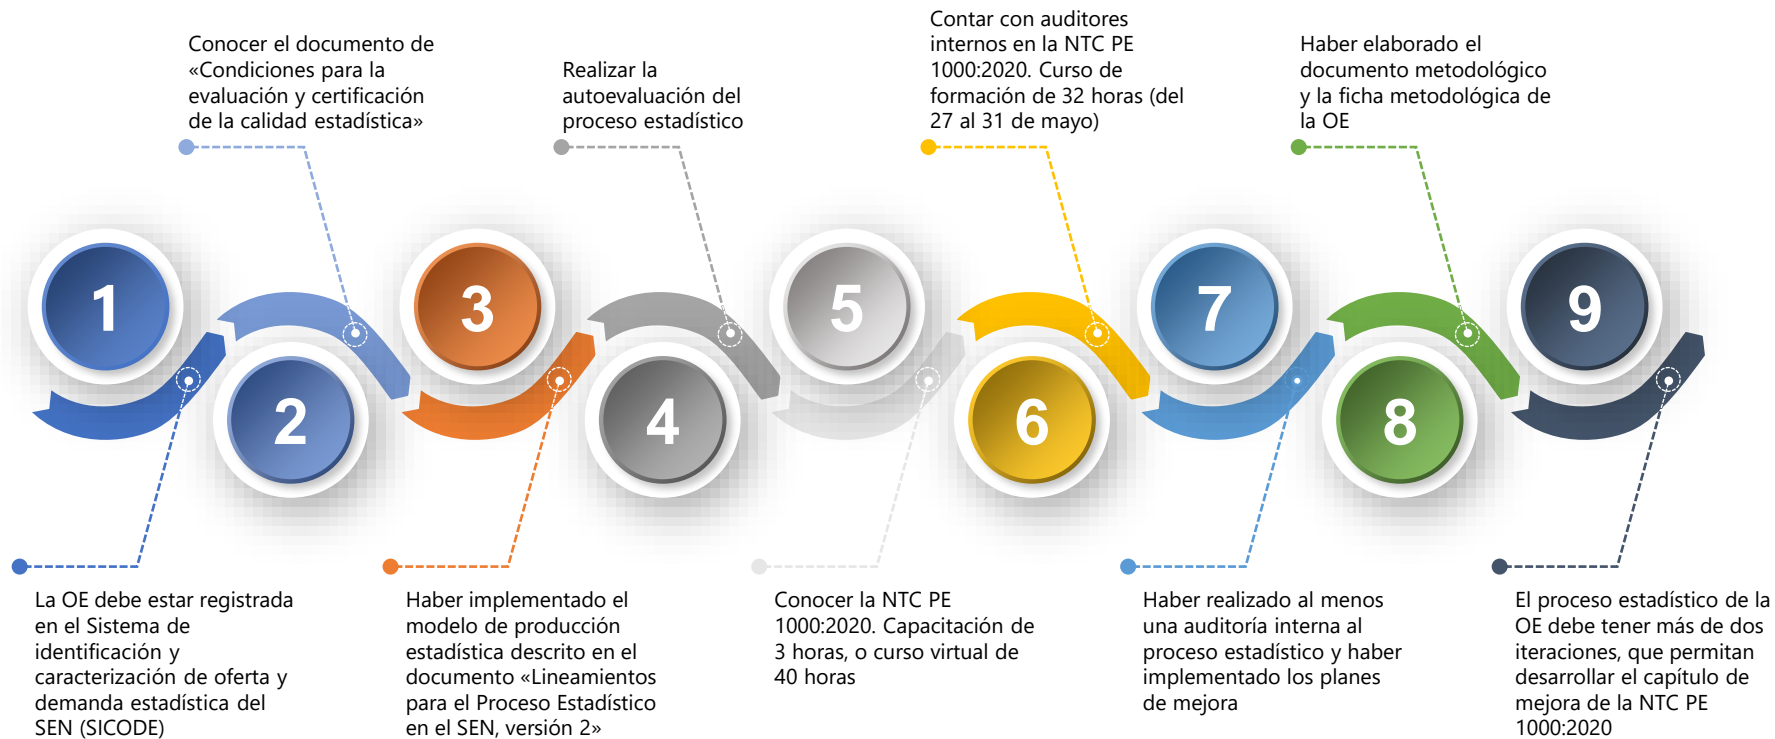 Conocer el documento de
«Condiciones para la
evaluación y certificación
de la calidad estadística»
Realizar la
autoevaluación del
proceso estadístico
Contar con auditores
internos en la NTC PE
1000:2020. Curso de
formación de 32 horas (del
27 al 31 de mayo)
Haber elaborado el
documento metodológico
y la ficha metodológica de
la OE
1
2
3
4
5
6
7
8
9
La OE debe estar registrada
en el Sistema de
identificación y
caracterización de oferta y
demanda estadística del
SEN (SICODE)
Haber implementado el
modelo de producción
estadística descrito en el
documento «Lineamientos
para el Proceso Estadístico
en el SEN, versión 2»
Conocer la NTC PE
1000:2020. Capacitación de
3 horas, o curso virtual de
40 horas
Haber realizado al menos
una auditoría interna al
proceso estadístico y haber
implementado los planes
de mejora
El proceso estadístico de la
OE debe tener más de dos
iteraciones, que permitan
desarrollar el capítulo de
mejora de la NTC PE
1000:2020